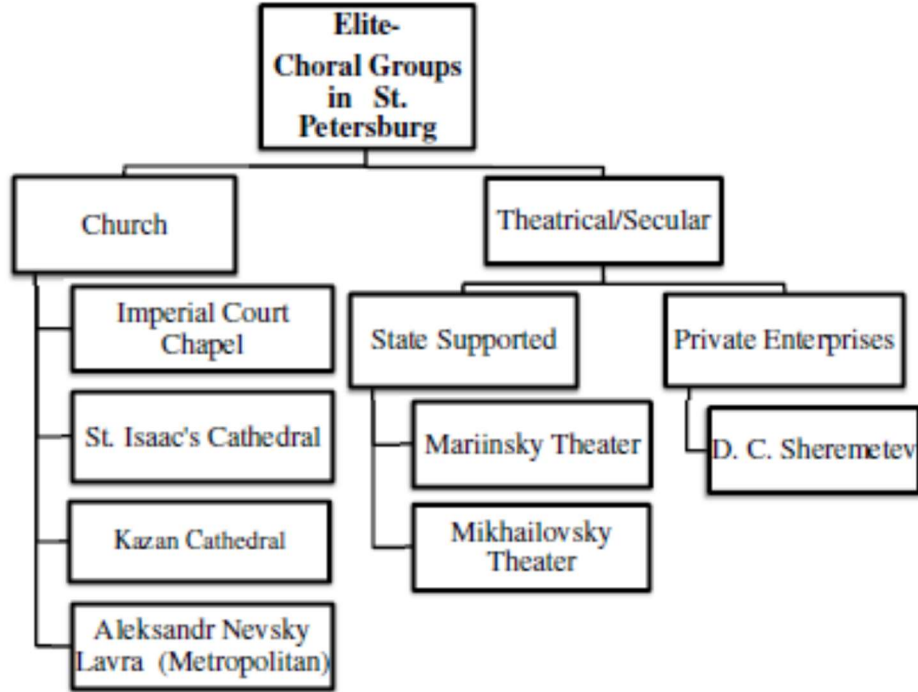 Elite-
Choral Groups
in St.
Petersburg
Church
Theatrical/Secular
Imperial Court
Chapel
State Supported
Private Enterprises
St. Isaac's Cathedral
Mariinsky Theater
D. C. Sheremetev
Kazan Cathedral
Mikhailovsky
Theater
Aleksandr Nevsky
Lavra (Metropolitan)